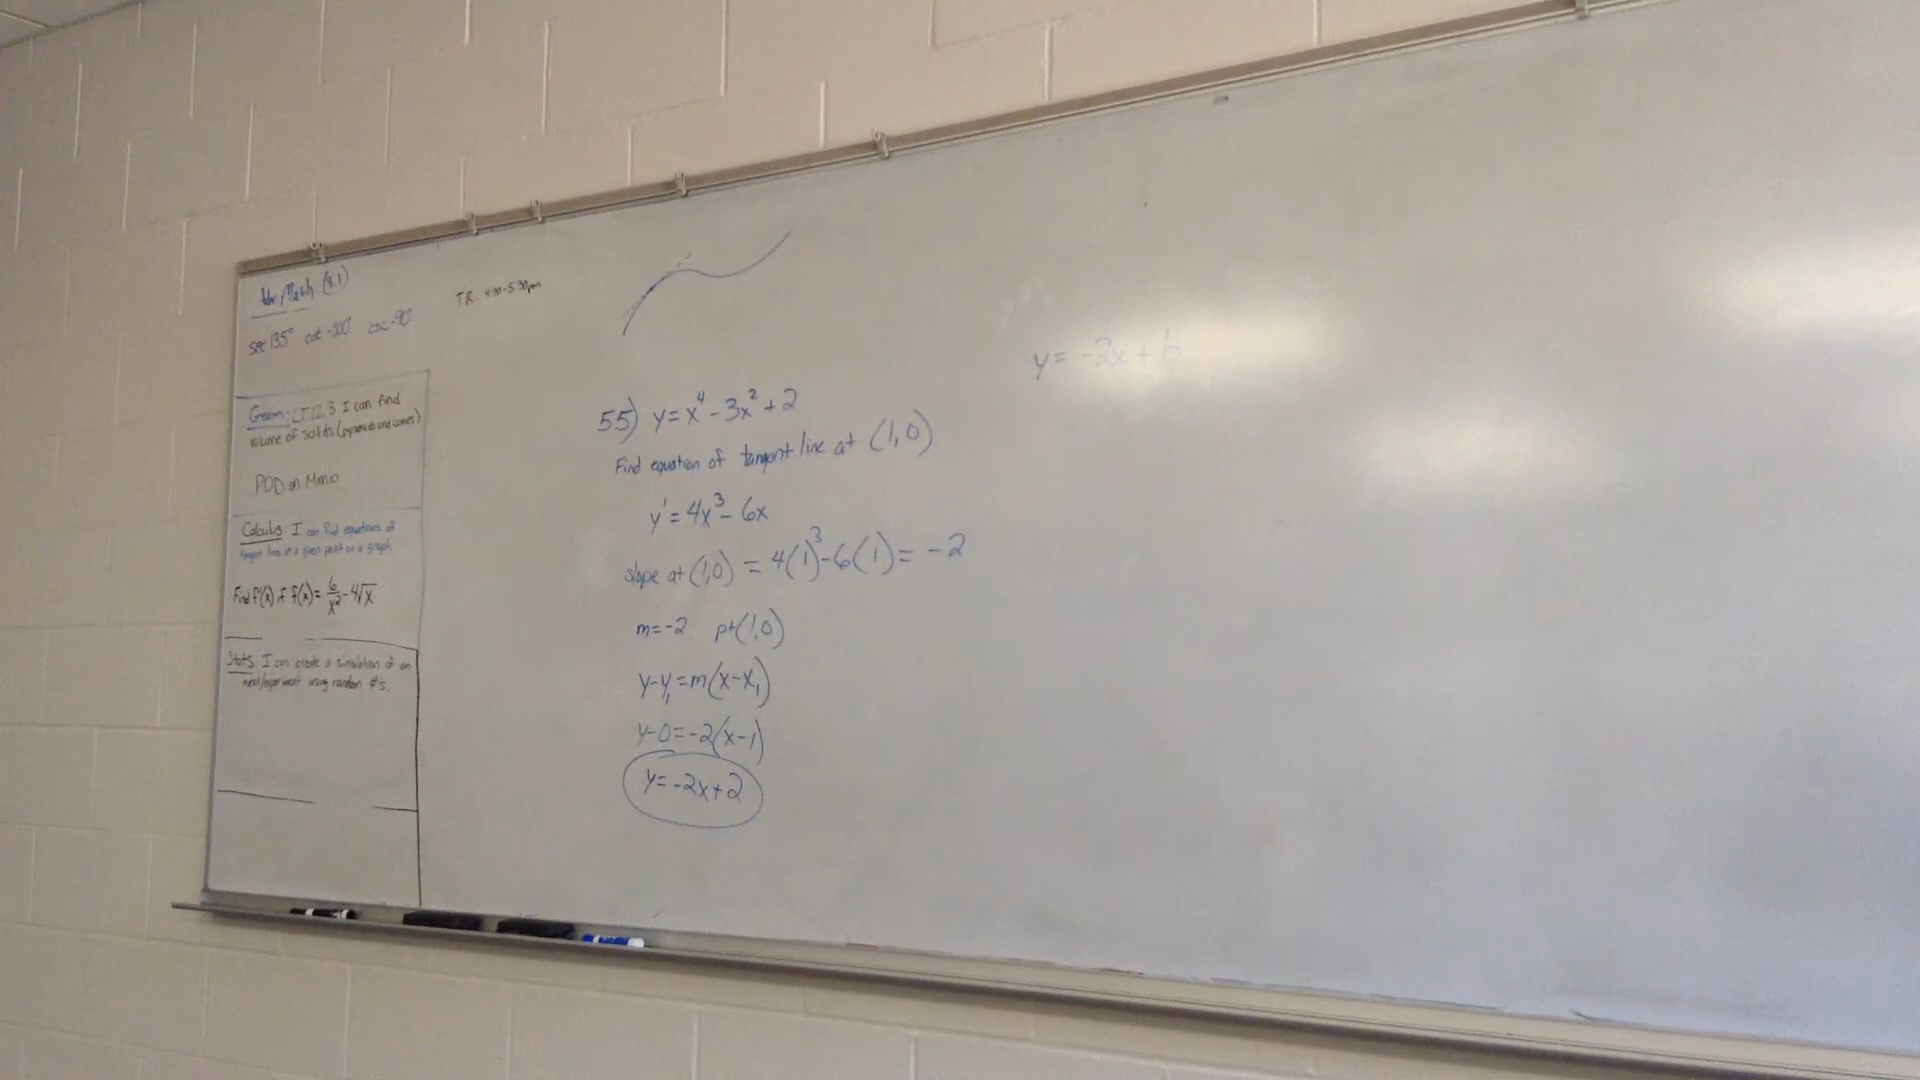 Math (8.1)
sec 135° cot -300° csc -90°
TR 4:30-5:30pm
Geom: LT 12.3 I can find
volume of solids (pyramids and cones)
POD on Mimio
Calculus: I can find equations of
tangent lines at a given point on a graph
Find f'(x) if f(x) = 6/x² - 4√x
Stats: I can create a simulation of an
event/experiment using random #'s.
55) y = x⁴ - 3x² + 2
Find equation of tangent line at (1,0)
y' = 4x³ - 6x
slope at (1,0) = 4(1)³ - 6(1) = -2
m = -2 pt (1,0)
y - y₁ = m(x - x₁)
y - 0 = -2(x - 1)
y = -2x + 2
y = -2x + b